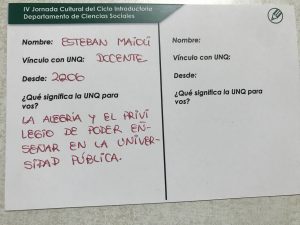 IV Jornada Cultural del Ciclo Introductorio
Departamento de Ciencias Sociales
Nombre: ESTEBAN MAIOLI
Vínculo con UNQ: DOCENTE
Desde: 2006
¿Qué significa la UNQ para
vos?
LA ALEGRÍA Y EL PRIVI
LEGIO DE PODER EN
SEÑAR EN LA UNIVER
SIDAD PÚBLICA.
Nombre:
Vínculo con UNQ:
Desde:
¿Qué significa la UNQ para
vos?